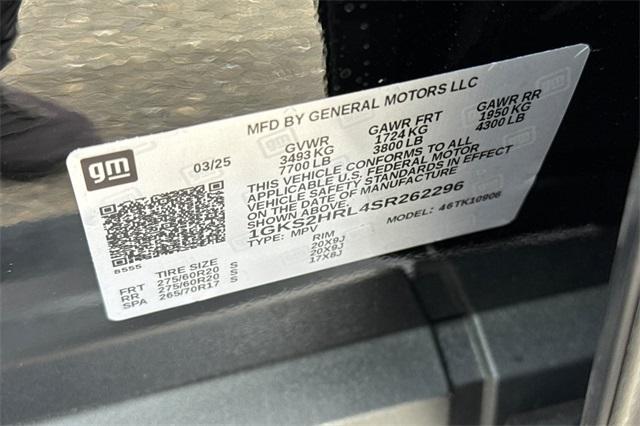 MFD BY GENERAL MOTORS LLC
gm
03/25
GVWR GAWR FRT GAWR RR
3493 KG 1724 KG 1950 KG
7700 LB 3800 LB 4300 LB
THIS VEHICLE CONFORMS TO ALL
APPLICABLE U.S. FEDERAL MOTOR
VEHICLE SAFETY STANDARDS IN EFFECT
ON THE DATE OF MANUFACTURE
SHOWN ABOVE.
1GKS2HRL4SR262296
TYPE: MPV MODEL: 46TK10906
B555
TIRE SIZE RIM
FRT 275/60R20 S 20X9J
RR 275/60R20 S 20X9J
SPA 265/70R17 S 17X8J